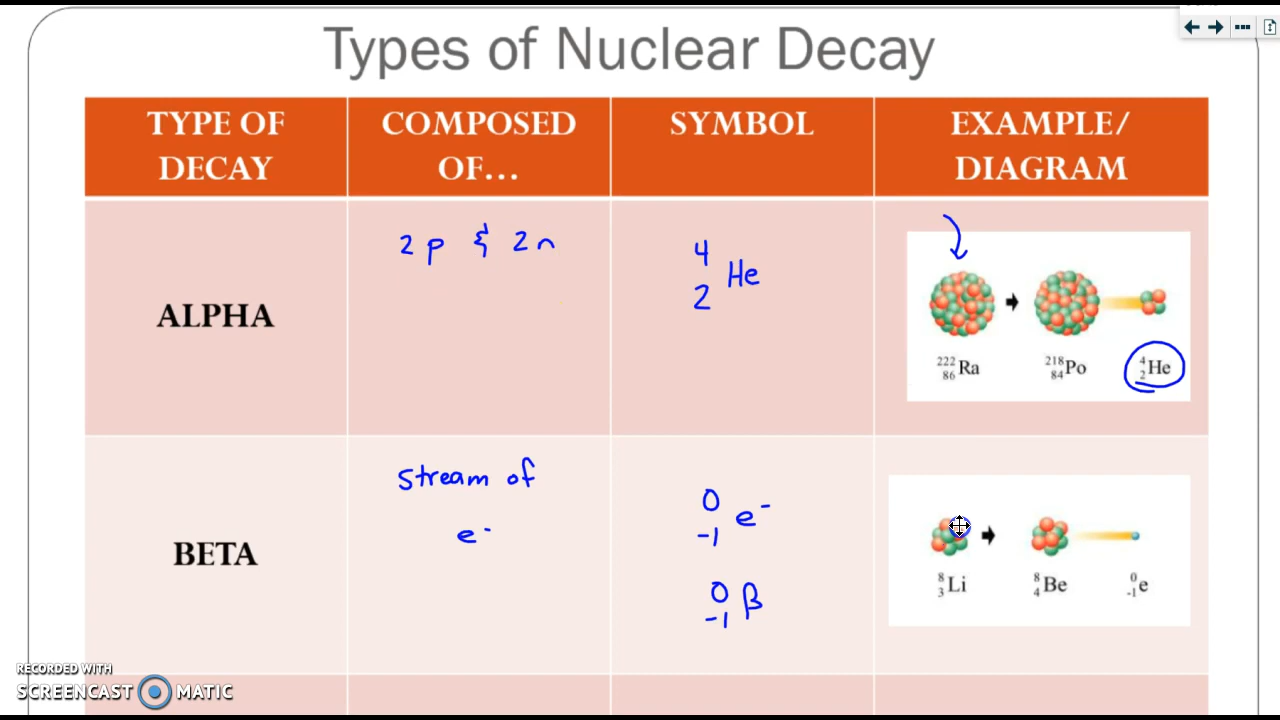 Types of Nuclear Decay
TYPE OF DECAY
COMPOSED OF...
SYMBOL
EXAMPLE/ DIAGRAM
ALPHA
2 p & 2 n
4
2 He
222
86 Ra
218
84 Po
4
2 He
BETA
Stream of
e-
0
-1 e-
0
-1 β
8
3 Li
8
4 Be
0
-1 e
RECORDED WITH
SCREENCAST MATIC